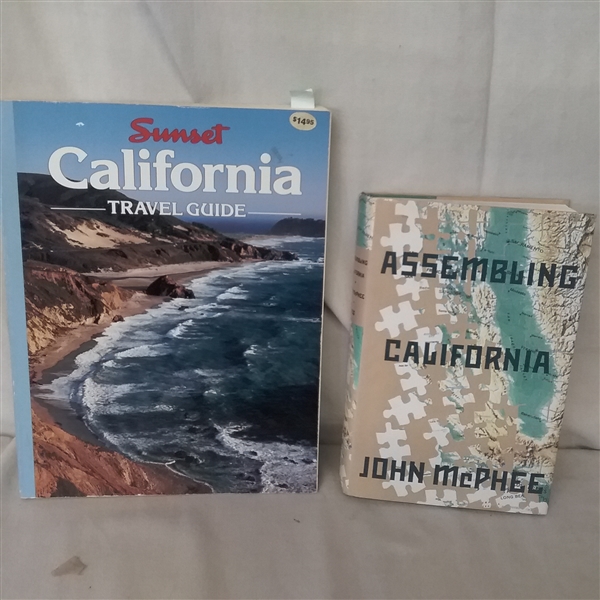 Sunset
$14.95
California
TRAVEL GUIDE
ASSEMBLING
CALIFORNIA
JOHN McPHEE